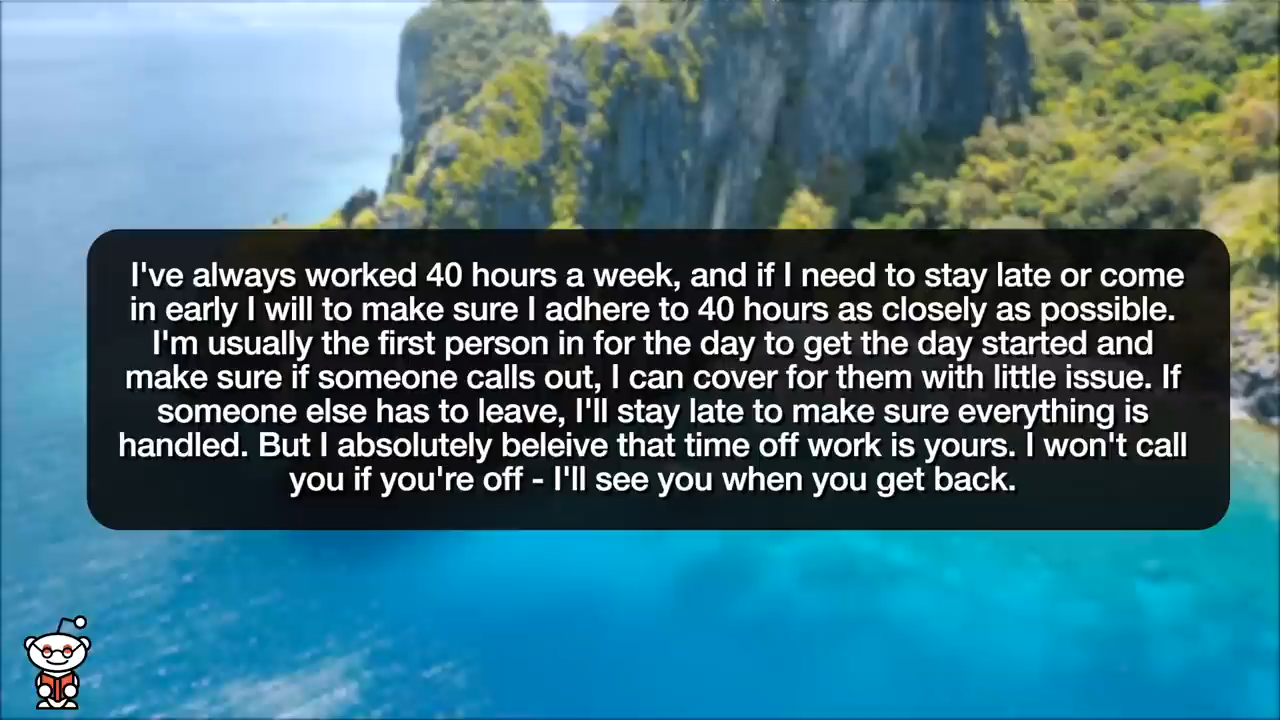 I've always worked 40 hours a week, and if I need to stay late or come
in early I will to make sure I adhere to 40 hours as closely as possible.
I'm usually the first person in for the day to get the day started and
make sure if someone calls out, I can cover for them with little issue. If
someone else has to leave, I'll stay late to make sure everything is
handled. But I absolutely beleive that time off work is yours. I won't call
you if you're off - I'll see you when you get back.